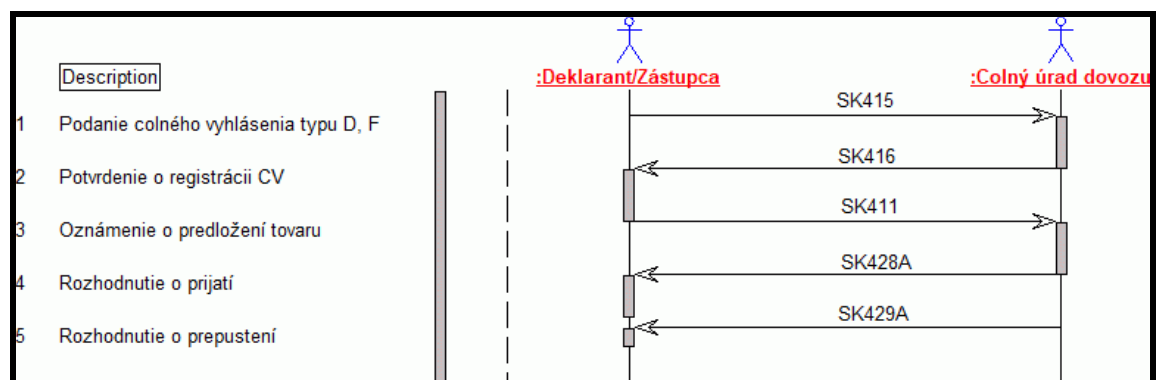 Description
:Deklarant/Zástupca
:Colný úrad dovozu
SK415
1 Podanie colného vyhlásenia typu D, F
SK416
2 Potvrdenie o registrácii CV
SK411
3 Oznámenie o predložení tovaru
SK428A
4 Rozhodnutie o prijatí
SK429A
5 Rozhodnutie o prepustení